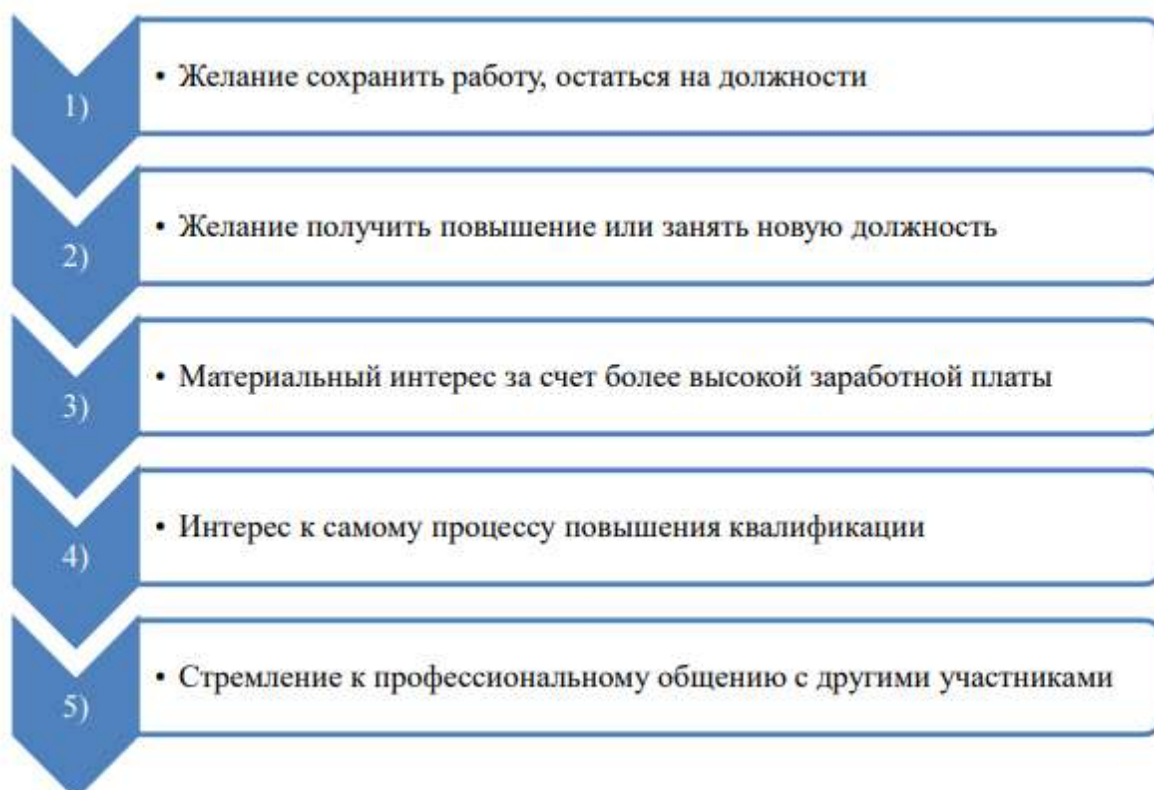 1)
• Желание сохранить работу, остаться на должности
2)
• Желание получить повышение или занять новую должность
3)
• Материальный интерес за счет более высокой заработной платы
4)
• Интерес к самому процессу повышения квалификации
5)
• Стремление к профессиональному общению с другими участниками